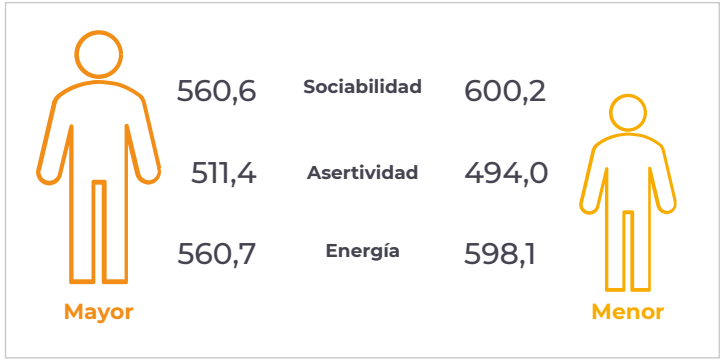 560,6 Sociabilidad 600,2
511,4 Asertividad 494,0
560,7 Energía 598,1
Mayor Menor